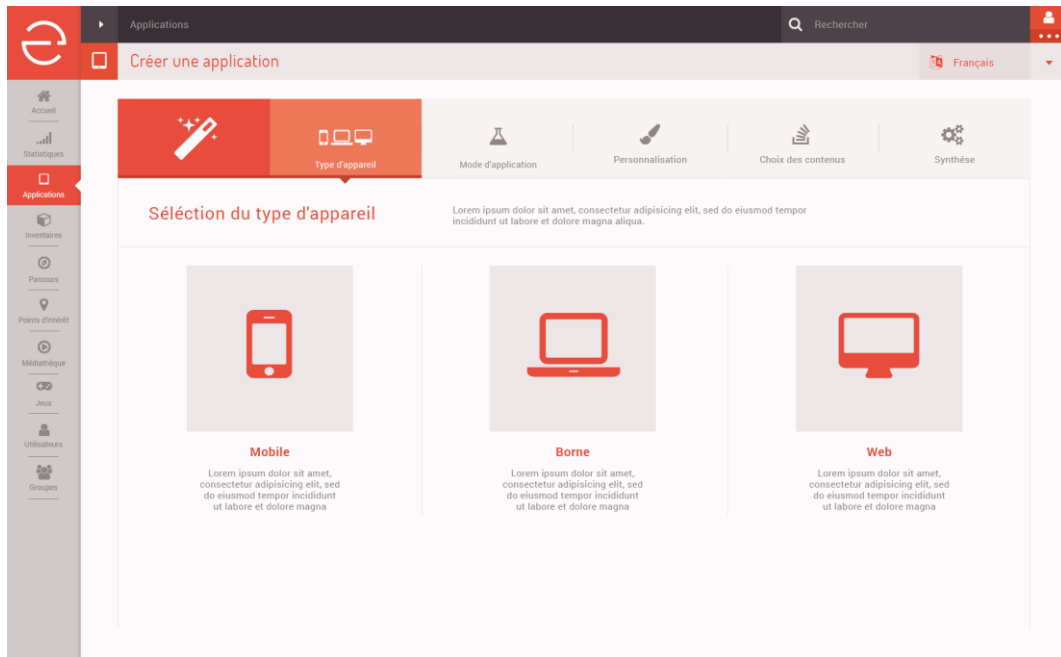 Applications
Rechercher
Créer une application
Français
Accueil
Statistiques
Applications
Inventaires
Parcours
Points d'intérêt
Médiathèque
Jeux
Utilisateurs
Groupes
Type d'appareil
Mode d'application
Personnalisation
Choix des contenus
Synthése
Séléction du type d'appareil
Lorem ipsum dolor sit amet, consectetur adipisicing elit, sed do eiusmod tempor
incididunt ut labore et dolore magna aliqua.
Mobile
Lorem ipsum dolor sit amet,
consectetur adipisicing elit, sed
do eiusmod tempor incididunt
ut labore et dolore magna
Borne
Lorem ipsum dolor sit amet,
consectetur adipisicing elit, sed
do eiusmod tempor incididunt
ut labore et dolore magna
Web
Lorem ipsum dolor sit amet,
consectetur adipisicing elit, sed
do eiusmod tempor incididunt
ut labore et dolore magna